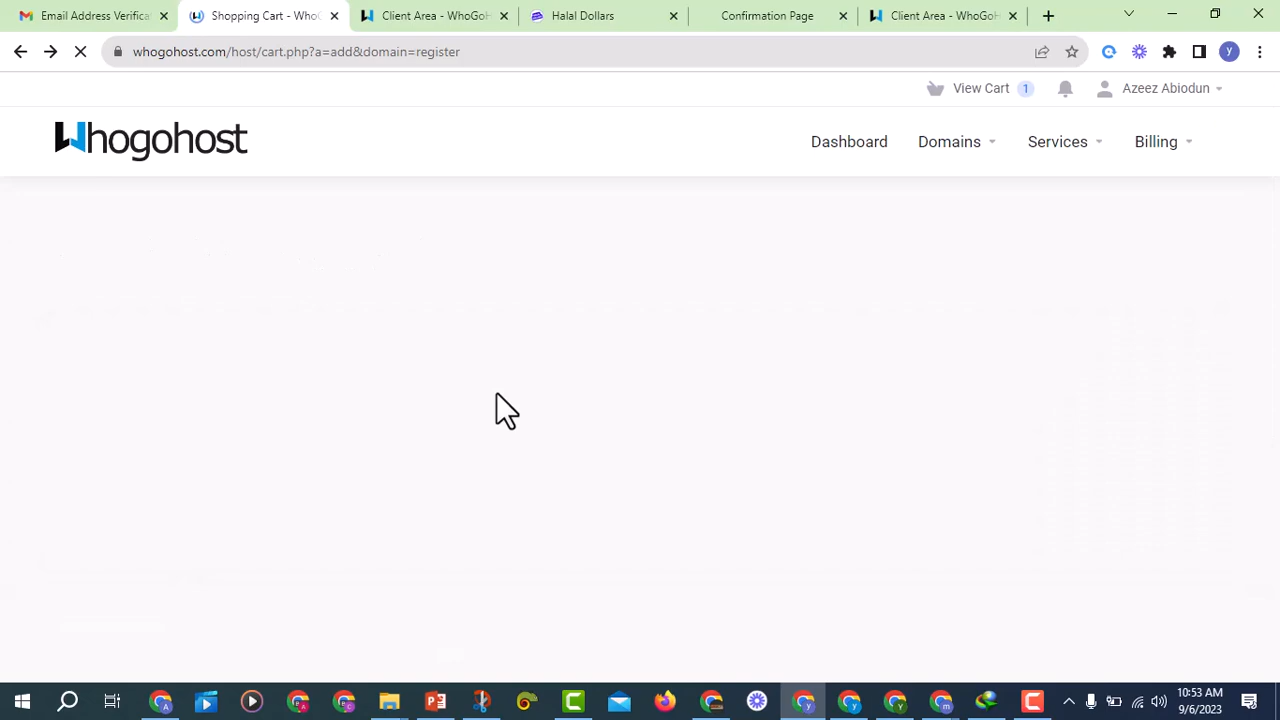 Email Address Verifica
Shopping Cart - WhoG
Client Area - WhoGoH
Halal Dollars
Confirmation Page
Client Area - WhoGoH
whogohost.com/host/cart.php?a=add&domain=register
y
View Cart 1
Azeez Abiodun
Whogohost
Dashboard
Domains
Services
Billing
10:53 AM
9/6/2023